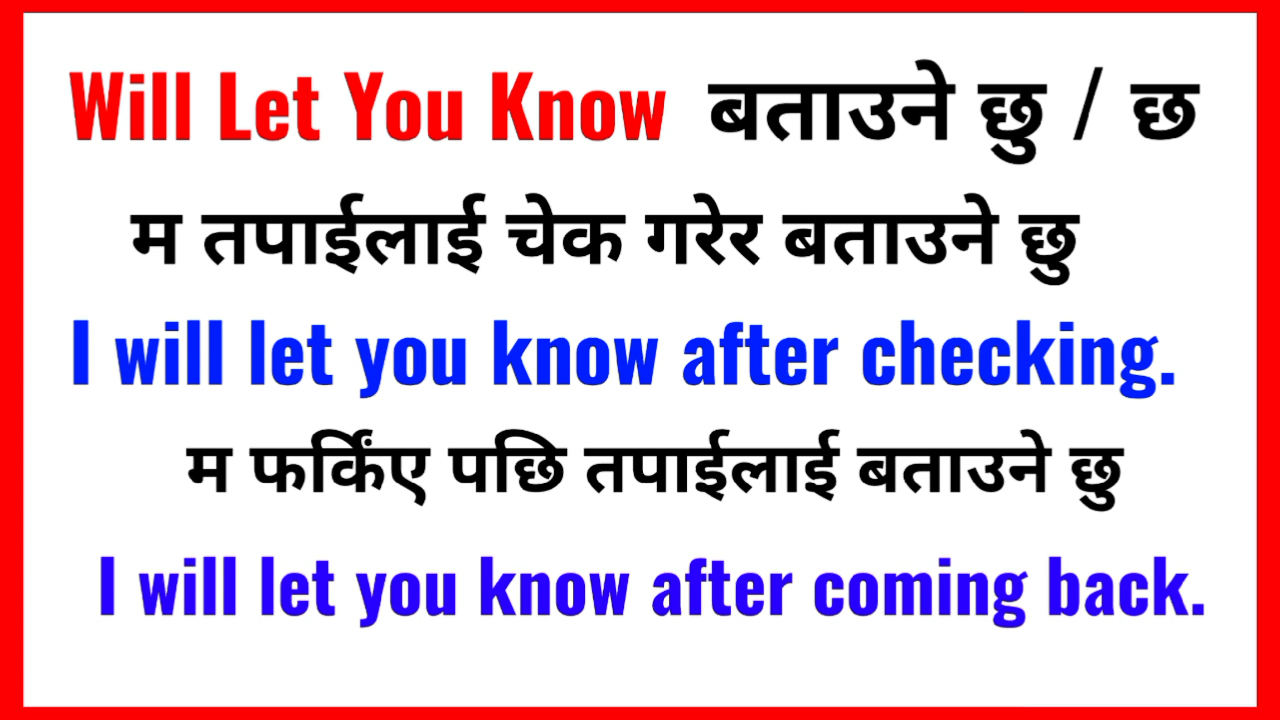 Will Let You Know बताउने छु / छ
म तपाईलाई चेक गरेर बताउने छु
I will let you know after checking.
म फर्किंए पछि तपाईलाई बताउने छु
I will let you know after coming back.